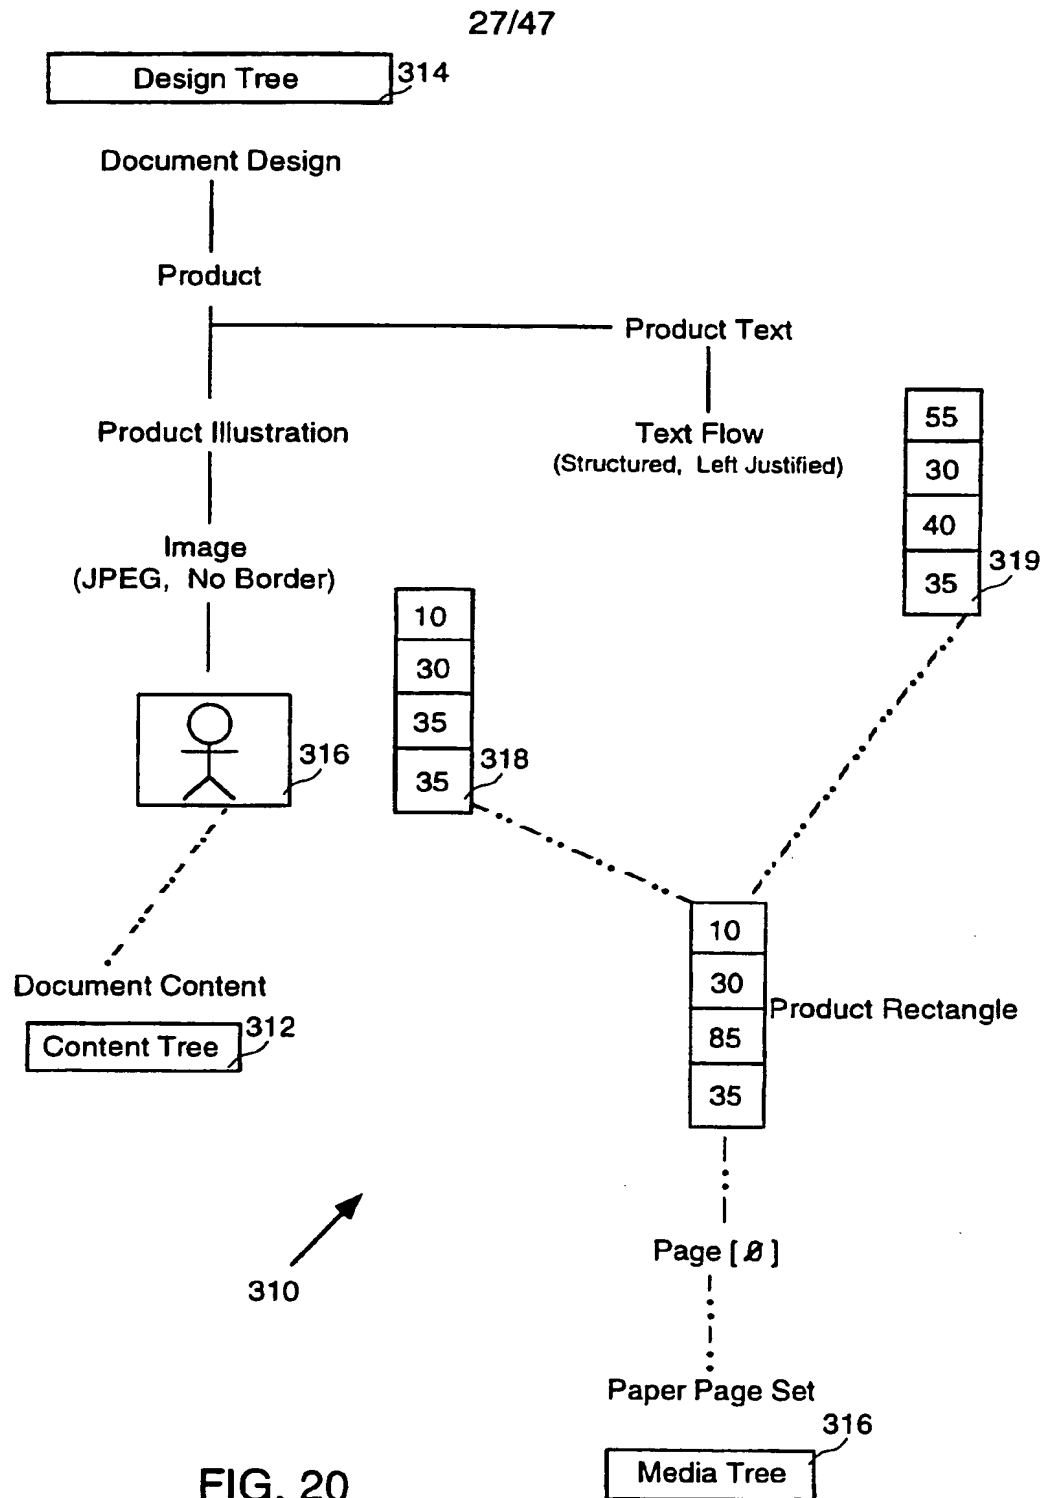 27/47
Design Tree
314
Document Design
Product
Product Text
Product Illustration
Text Flow
(Structured, Left Justified)
55
30
40
35
319
Image
(JPEG, No Border)
10
30
35
35
318
316
10
30
85
35
Product Rectangle
Document Content
312
Content Tree
310
Page [0]
Paper Page Set
316
Media Tree
FIG. 20